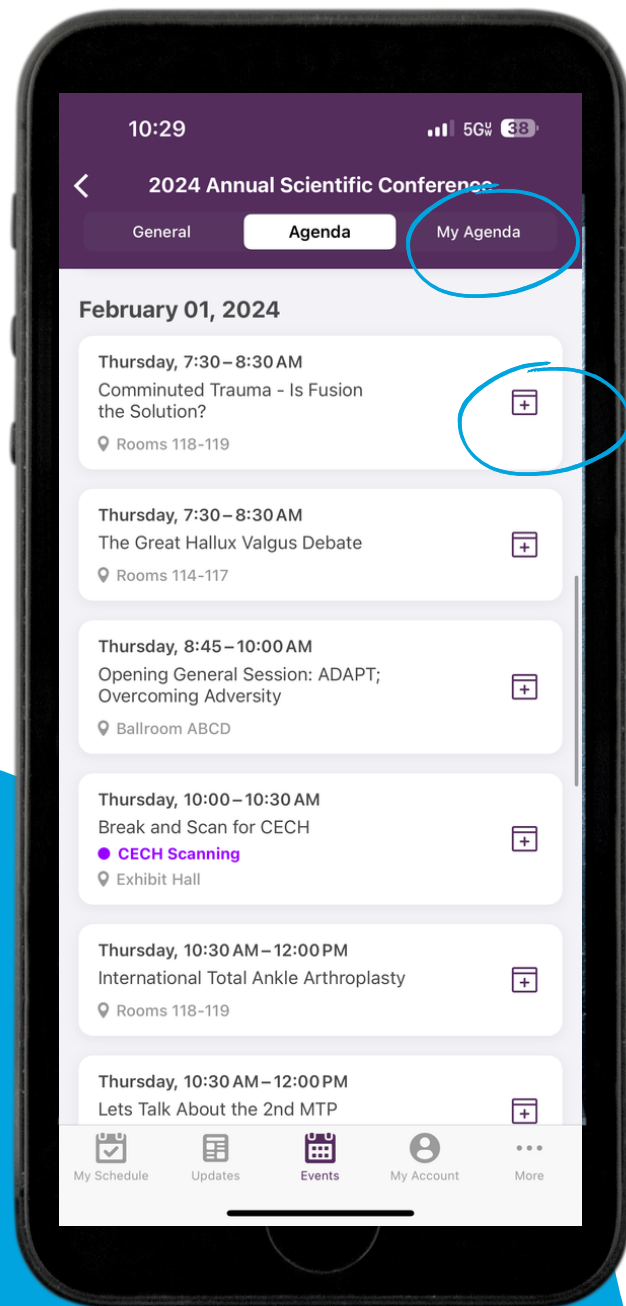 10:29
5GUW 38
2024 Annual Scientific Conference
General Agenda My Agenda
February 01, 2024
Thursday, 7:30–8:30 AM
Comminuted Trauma - Is Fusion
the Solution?
Rooms 118-119
Thursday, 7:30–8:30 AM
The Great Hallux Valgus Debate
Rooms 114-117
Thursday, 8:45–10:00 AM
Opening General Session: ADAPT;
Overcoming Adversity
Ballroom ABCD
Thursday, 10:00–10:30 AM
Break and Scan for CECH
CECH Scanning
Exhibit Hall
Thursday, 10:30 AM–12:00 PM
International Total Ankle Arthroplasty
Rooms 118-119
Thursday, 10:30 AM–12:00 PM
Lets Talk About the 2nd MTP
My Schedule Updates Events My Account More